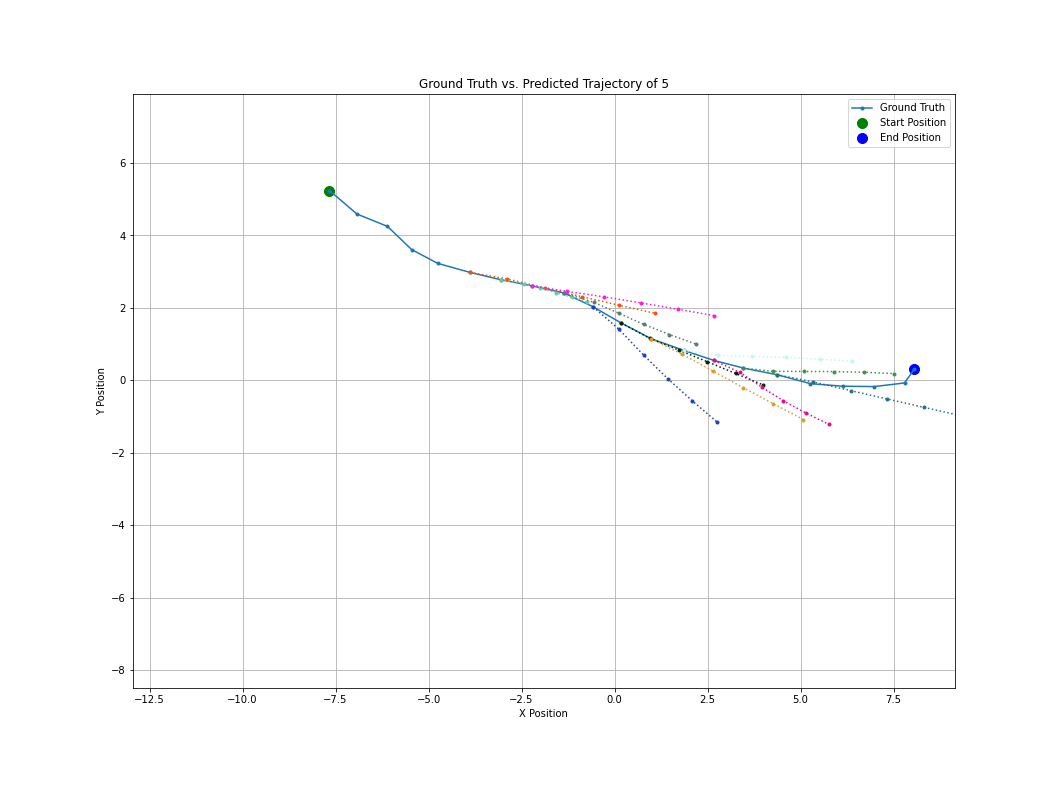 Ground Truth vs. Predicted Trajectory of 5
Ground Truth
Start Position
End Position
6
4
2
0
−2
−4
−6
−8
Y Position
−12.5 −10.0 −7.5 −5.0 −2.5 0.0 2.5 5.0 7.5
X Position